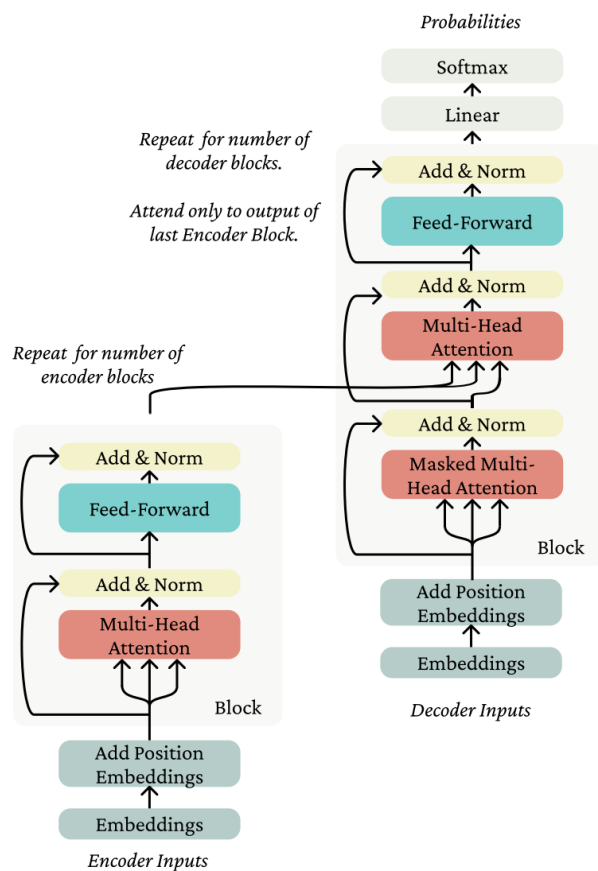 Probabilities
Softmax
Linear
Repeat for number of
decoder blocks.
Add & Norm
Attend only to output of
last Encoder Block.
Feed-Forward
Add & Norm
Multi-Head
Attention
Repeat for number of
encoder blocks
Add & Norm
Masked Multi-
Head Attention
Block
Add Position
Embeddings
Embeddings
Decoder Inputs
Add & Norm
Feed-Forward
Add & Norm
Multi-Head
Attention
Block
Add Position
Embeddings
Embeddings
Encoder Inputs